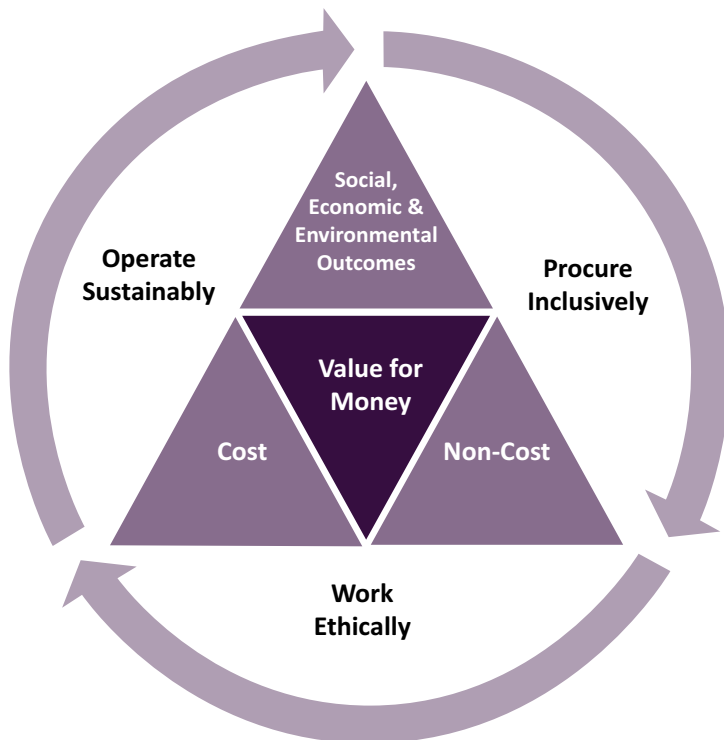 Social,
Economic &
Environmental
Outcomes
Operate
Sustainably
Procure
Inclusively
Value for
Money
Cost
Non-Cost
Work
Ethically